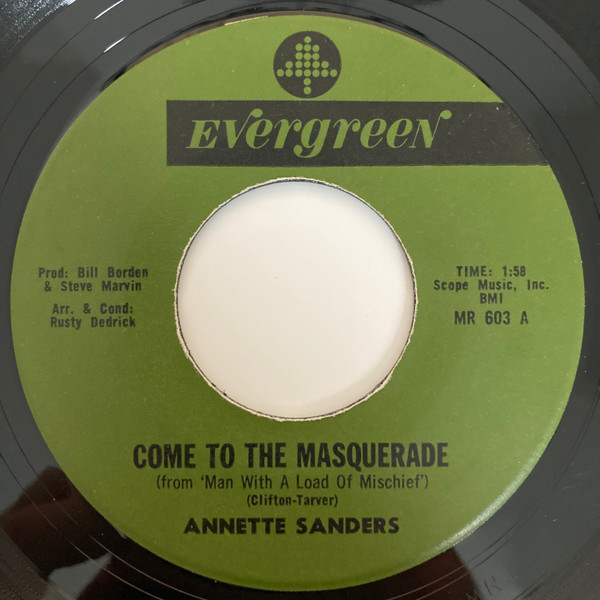 Evergreen
Prod: Bill Borden
& Steve Marvin
Arr. & Cond:
Rusty Dedrick
TIME: 1:58
Scope Music, Inc.
BMI
MR 603 A
COME TO THE MASQUERADE
(from 'Man With A Load Of Mischief')
(Clifton-Tarver)
ANNETTE SANDERS